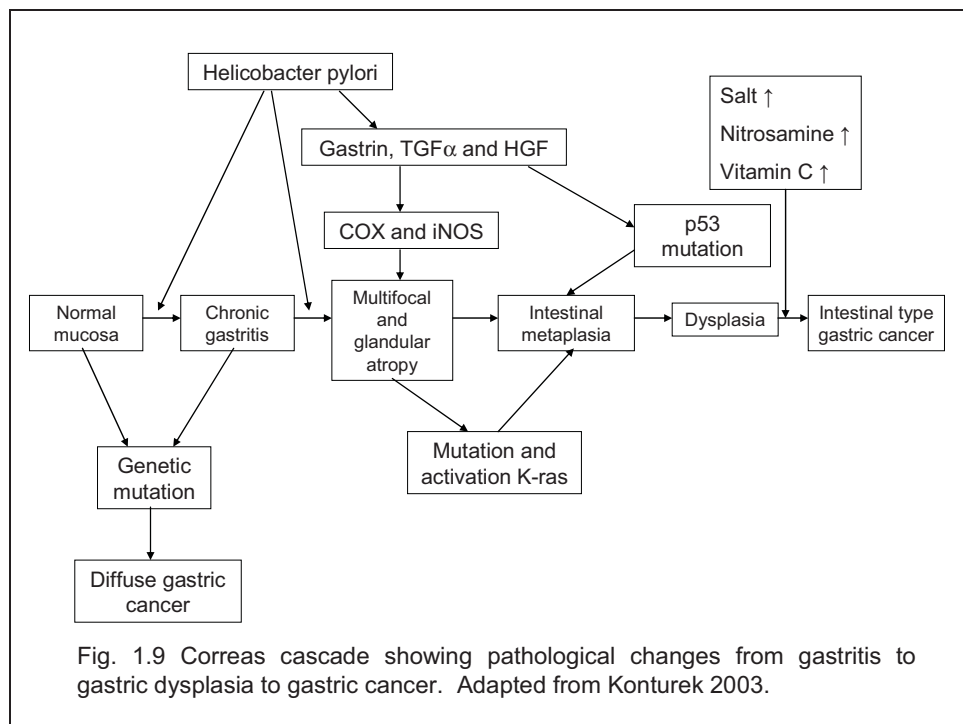 Helicobacter pylori
Salt ↑
Nitrosamine ↑
Vitamin C ↑
Gastrin, TGFα and HGF
COX and iNOS
p53
mutation
Normal
mucosa
Chronic
gastritis
Multifocal
and
glandular
atropy
Intestinal
metaplasia
Dysplasia
Intestinal type
gastric cancer
Genetic
mutation
Mutation and
activation K-ras
Diffuse gastric
cancer
Fig. 1.9 Correas cascade showing pathological changes from gastritis to
gastric dysplasia to gastric cancer. Adapted from Konturek 2003.